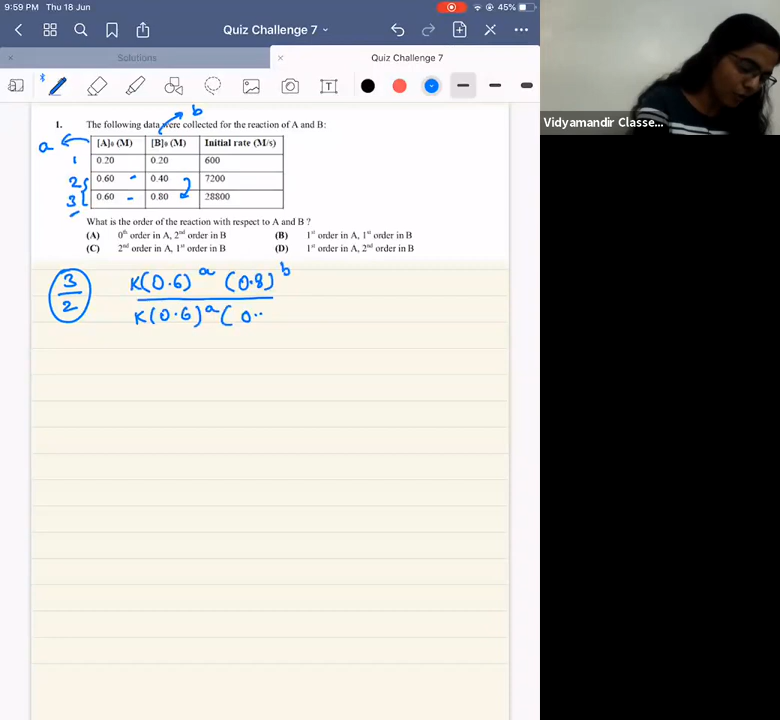 9:59 PM Thu 18 Jun
45%
Quiz Challenge 7
Solutions
Quiz Challenge 7
Vidyamandir Classe...
b
1. The following data were collected for the reaction of A and B:
a
[A]₀ (M) [B]₀ (M) Initial rate (M/s)
1 0.20 0.20 600
2 0.60 0.40 7200
3 0.60 0.80 28800
What is the order of the reaction with respect to A and B ?
(A) 0th order in A, 2nd order in B (B) 1st order in A, 1st order in B
(C) 2nd order in A, 1st order in B (D) 1st order in A, 2nd order in B
3 K(0.6)^a (0.8)^b
2 K(0.6)^a ( 0..